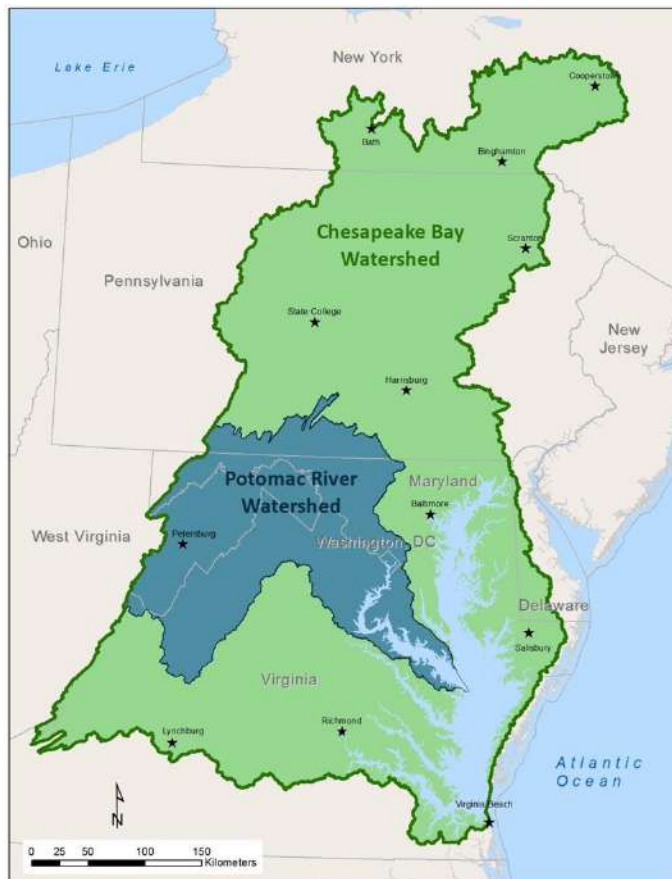 New York
Lake Erie
Cooperstown
Bath
Binghamton
Chesapeake Bay
Watershed
Scranton
Ohio
Pennsylvania
State College
New
Jersey
Harrisburg
Potomac River
Watershed
Maryland
Baltimore
West Virginia
Petersburg
Washington, DC
Delaware
Salisbury
Virginia
Richmond
Lynchburg
Atlantic
Ocean
Virginia Beach
N
0 25 50 100 150
Kilometers